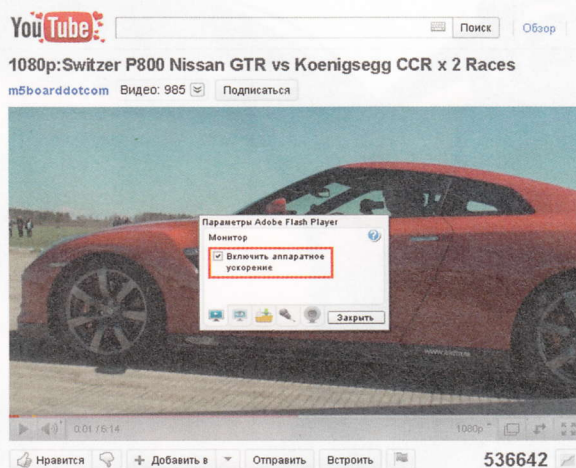 YouTube
Поиск
Обзор
1080p:Switzer P800 Nissan GTR vs Koenigsegg CCR x 2 Races
m5boarddotcom Видео: 985 Подписаться
Параметры Adobe Flash Player
Монитор
Включить аппаратное
ускорение
Закрыть
0:01 / 6:14
1080p
Нравится
Добавить в
Отправить
Встроить
536642